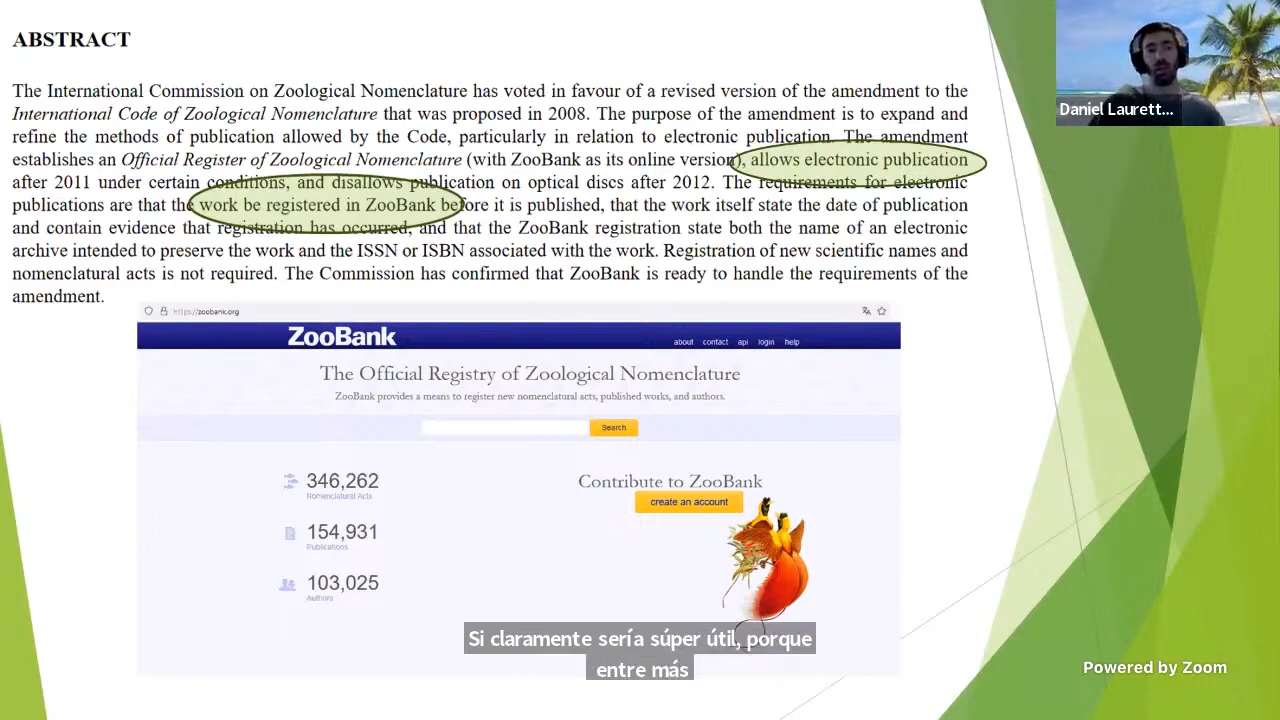 ABSTRACT
The International Commission on Zoological Nomenclature has voted in favour of a revised version of the amendment to the
International Code of Zoological Nomenclature that was proposed in 2008. The purpose of the amendment is to expand and
refine the methods of publication allowed by the Code, particularly in relation to electronic publication. The amendment
establishes an Official Register of Zoological Nomenclature (with ZooBank as its online version), allows electronic publication
after 2011 under certain conditions, and disallows publication on optical discs after 2012. The requirements for electronic
publications are that the work be registered in ZooBank before it is published, that the work itself state the date of publication
and contain evidence that registration has occurred, and that the ZooBank registration state both the name of an electronic
archive intended to preserve the work and the ISSN or ISBN associated with the work. Registration of new scientific names and
nomenclatural acts is not required. The Commission has confirmed that ZooBank is ready to handle the requirements of the
amendment.
Daniel Laurett...
https://zoobank.org
ZooBank
about contact api login help
The Official Registry of Zoological Nomenclature
ZooBank provides a means to register new nomenclatural acts, published works, and authors.
Search
346,262
Nomenclatural Acts
154,931
Publications
103,025
Authors
Contribute to ZooBank
create an account
Si claramente sería súper útil, porque
entre más
Powered by Zoom